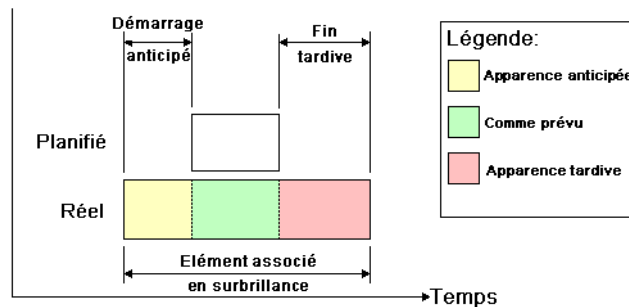 Démarrage
anticipé
Fin
tardive
Planifié
Réel
Elément associé
en surbrillance
Temps
Légende:
Apparence anticipée
Comme prévu
Apparence tardive